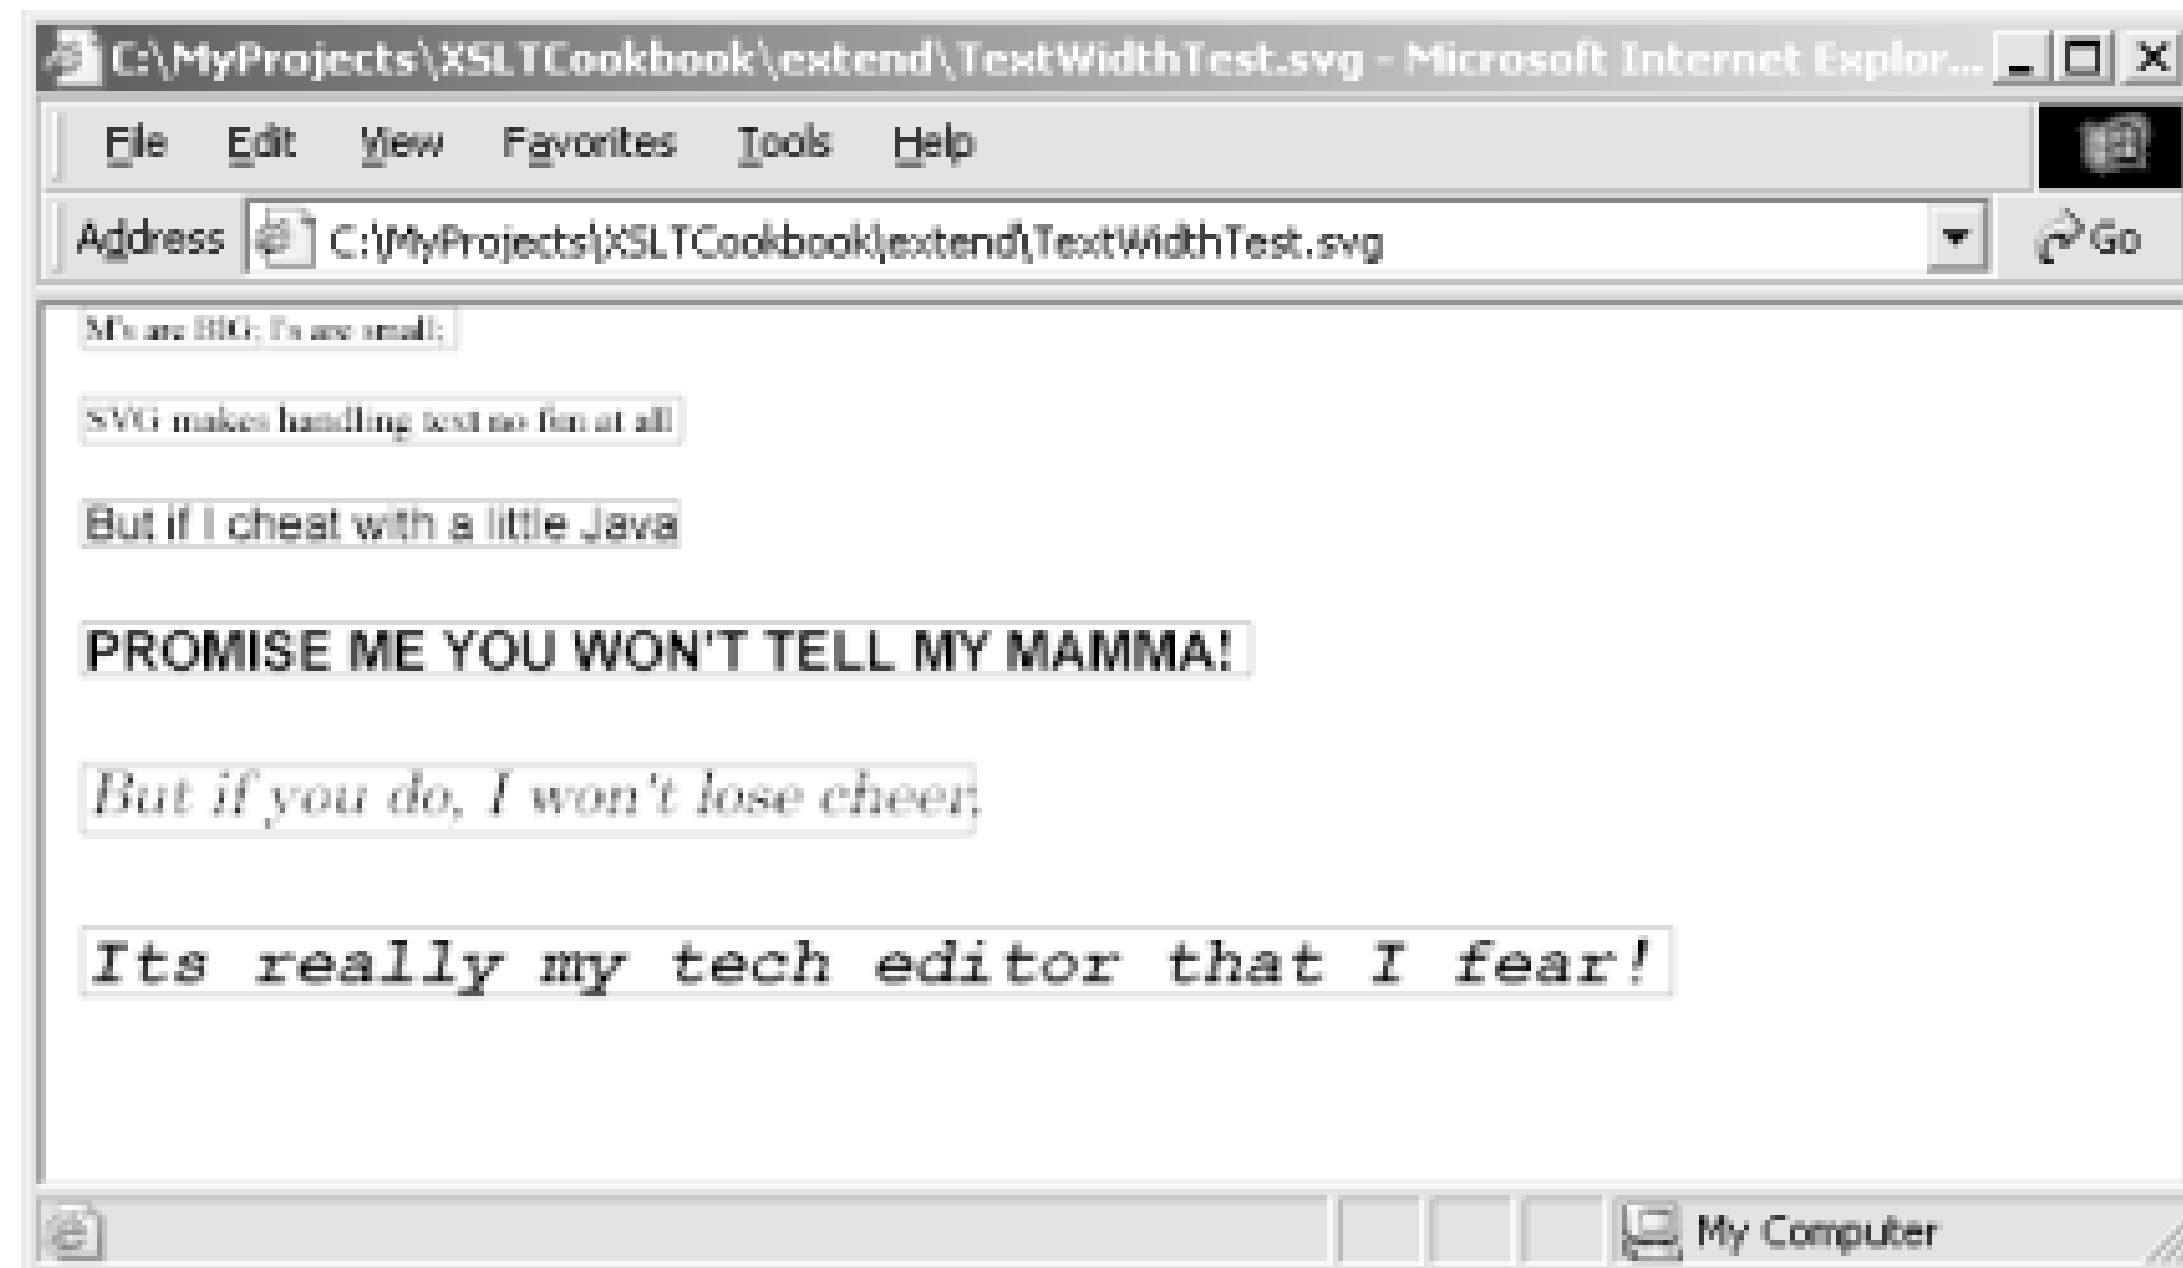 C:\MyProjects\XSLTCookbook\extend\TextWidthTest.svg - Microsoft Internet Explor...
File Edit View Favorites Tools Help
Address C:\MyProjects\XSLTCookbook\extend\TextWidthTest.svg Go
M's are BIG; I's are small;
SVG makes handling text no fun at all
But if I cheat with a little Java
PROMISE ME YOU WON'T TELL MY MAMMA!
But if you do, I won't lose cheer.
Its really my tech editor that I fear!
My Computer